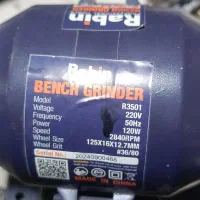 Rabin
Rabin
BENCH GRINDER
Model R3501
Voltage 220V
Frequency 50Hz
Power 120W
Speed 2840RPM
Wheel Size 125X16X12.7MM
Wheel Grit #36/80
MADE IN CHINA